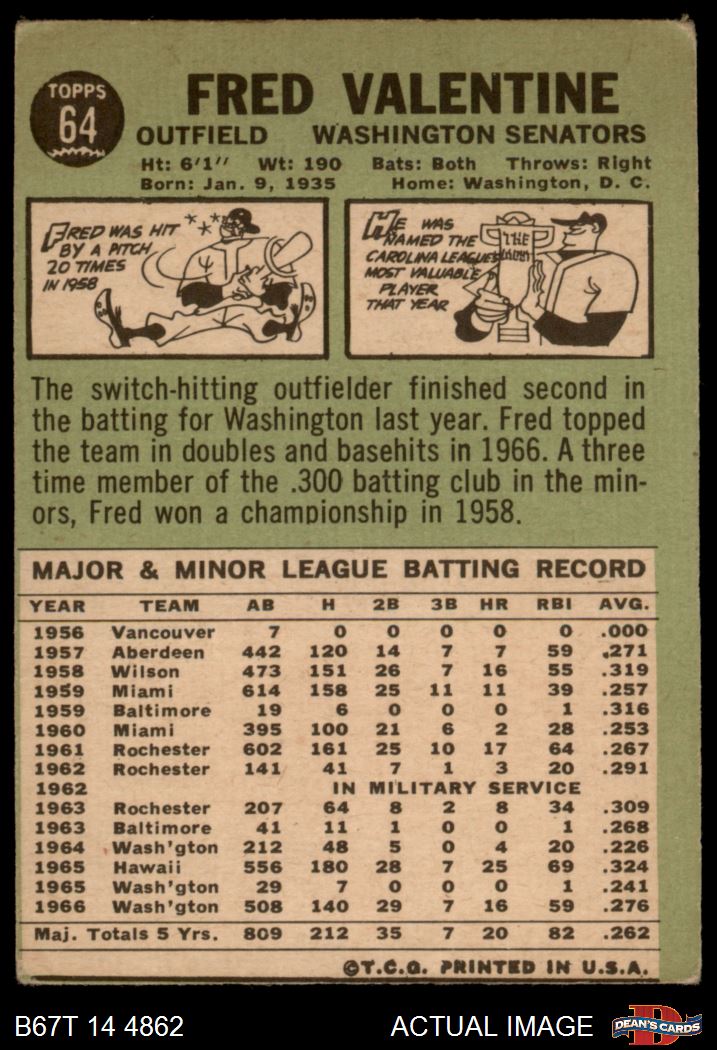 TOPPS
64
FRED VALENTINE
OUTFIELD WASHINGTON SENATORS
Ht: 6'1" Wt: 190 Bats: Both Throws: Right
Born: Jan. 9, 1935 Home: Washington, D. C.
FRED WAS HIT
BY A PITCH
20 TIMES
IN 1958
HE WAS
NAMED THE
CAROLINA LEAGUE'S
MOST VALUABLE
PLAYER
THAT YEAR
THE
The switch-hitting outfielder finished second in
the batting for Washington last year. Fred topped
the team in doubles and basehits in 1966. A three
time member of the .300 batting club in the min-
ors, Fred won a championship in 1958.
MAJOR & MINOR LEAGUE BATTING RECORD
YEAR TEAM AB H 2B 3B HR RBI AVG.
1956 Vancouver 7 0 0 0 0 0 .000
1957 Aberdeen 442 120 14 7 7 59 .271
1958 Wilson 473 151 26 7 16 55 .319
1959 Miami 614 158 25 11 11 39 .257
1959 Baltimore 19 6 0 0 0 1 .316
1960 Miami 395 100 21 6 2 28 .253
1961 Rochester 602 161 25 10 17 64 .267
1962 Rochester 141 41 7 1 3 20 .291
1962 IN MILITARY SERVICE
1963 Rochester 207 64 8 2 8 34 .309
1963 Baltimore 41 11 1 0 0 1 .268
1964 Wash'gton 212 48 5 0 4 20 .226
1965 Hawaii 556 180 28 7 25 69 .324
1965 Wash'gton 29 7 0 0 0 1 .241
1966 Wash'gton 508 140 29 7 16 59 .276
Maj. Totals 5 Yrs. 809 212 35 7 20 82 .262
©T.C.G. PRINTED IN U.S.A.
B67T 14 4862 ACTUAL IMAGE
DEAN'S CARDS